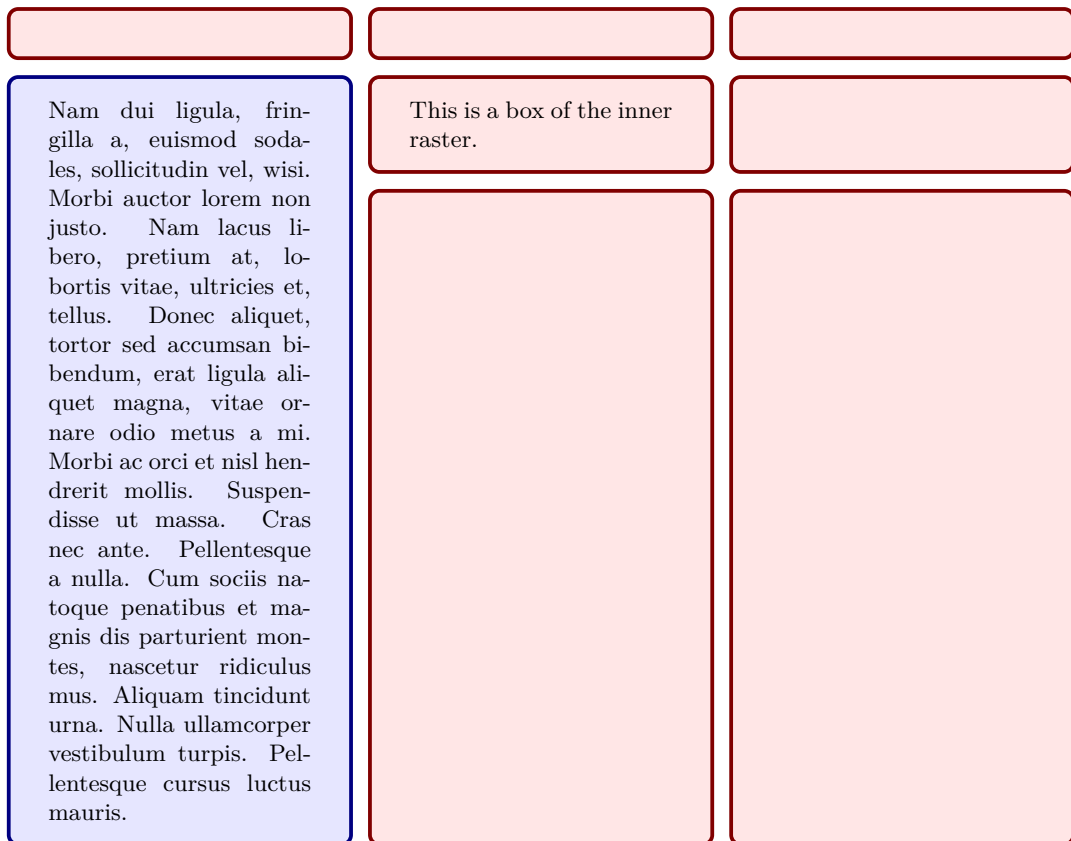 Nam dui ligula, frin-
gilla a, euismod soda-
les, sollicitudin vel, wisi.
Morbi auctor lorem non
justo. Nam lacus li-
bero, pretium at, lo-
bortis vitae, ultricies et,
tellus. Donec aliquet,
tortor sed accumsan bi-
bendum, erat ligula ali-
quet magna, vitae or-
nare odio metus a mi.
Morbi ac orci et nisl hen-
drerit mollis. Suspen-
disse ut massa. Cras
nec ante. Pellentesque
a nulla. Cum sociis na-
toque penatibus et ma-
gnis dis parturient mon-
tes, nascetur ridiculus
mus. Aliquam tincidunt
urna. Nulla ullamcorper
vestibulum turpis. Pel-
lentesque cursus luctus
mauris.
This is a box of the inner
raster.